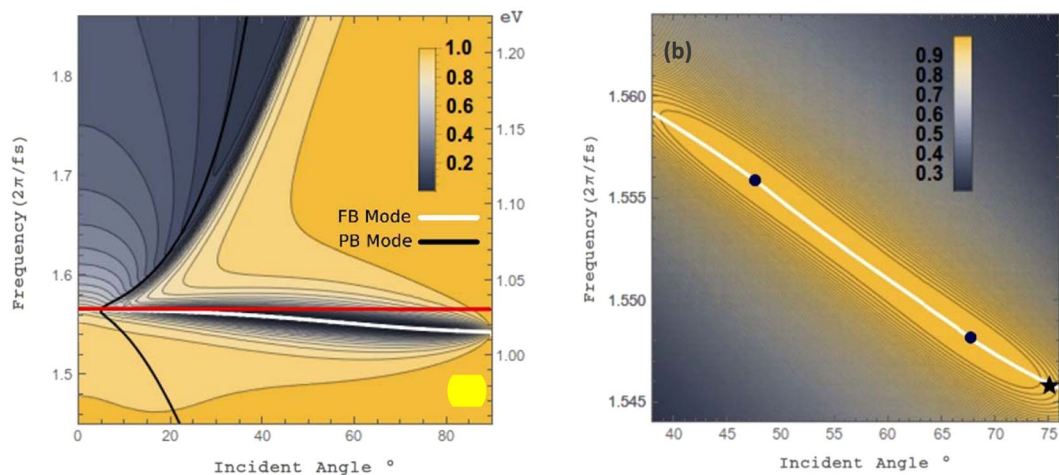 eV
1.20
1.15
1.10
1.05
1.00
1.8
1.7
1.6
1.5
Frequency(2π/fs)
1.0
0.8
0.6
0.4
0.2
FB Mode
PB Mode
0 20 40 60 80
Incident Angle °
(b)
0.9
0.8
0.7
0.6
0.5
0.4
0.3
1.560
1.555
1.550
1.545
Frequency(2π/fs)
40 45 50 55 60 65 70 75
Incident Angle °